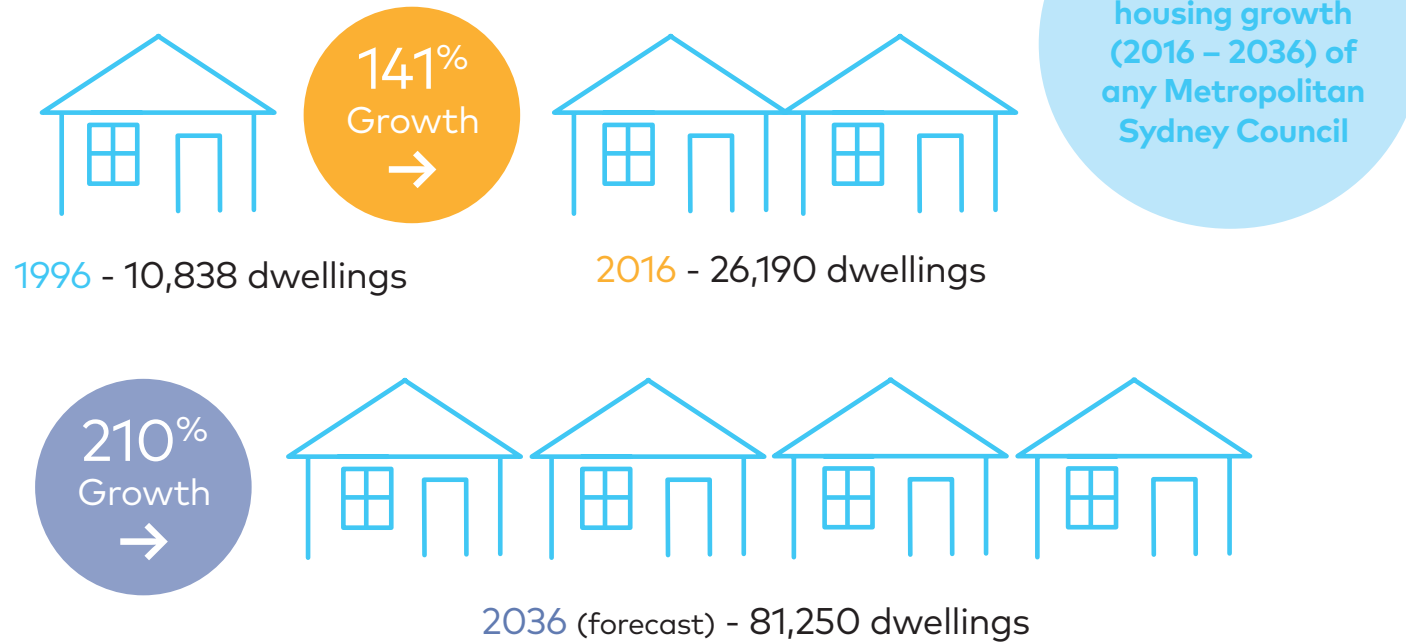 housing growth
(2016 – 2036) of
any Metropolitan
Sydney Council
141%
Growth
1996 - 10,838 dwellings
2016 - 26,190 dwellings
210%
Growth
2036 (forecast) - 81,250 dwellings